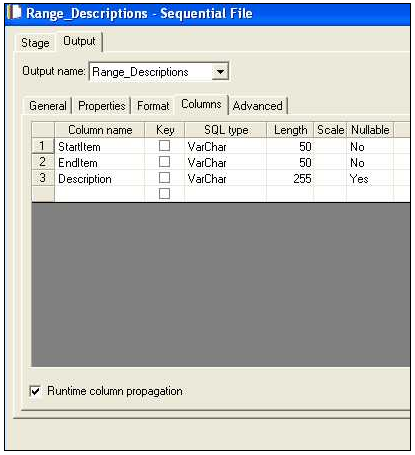 Range_Descriptions - Sequential File
Stage Output
Output name: Range_Descriptions
General Properties Format Columns Advanced
Column name Key SQL type Length Scale Nullable
1 StartItem VarChar 50 No
2 EndItem VarChar 50 No
3 Description VarChar 255 Yes
Runtime column propagation